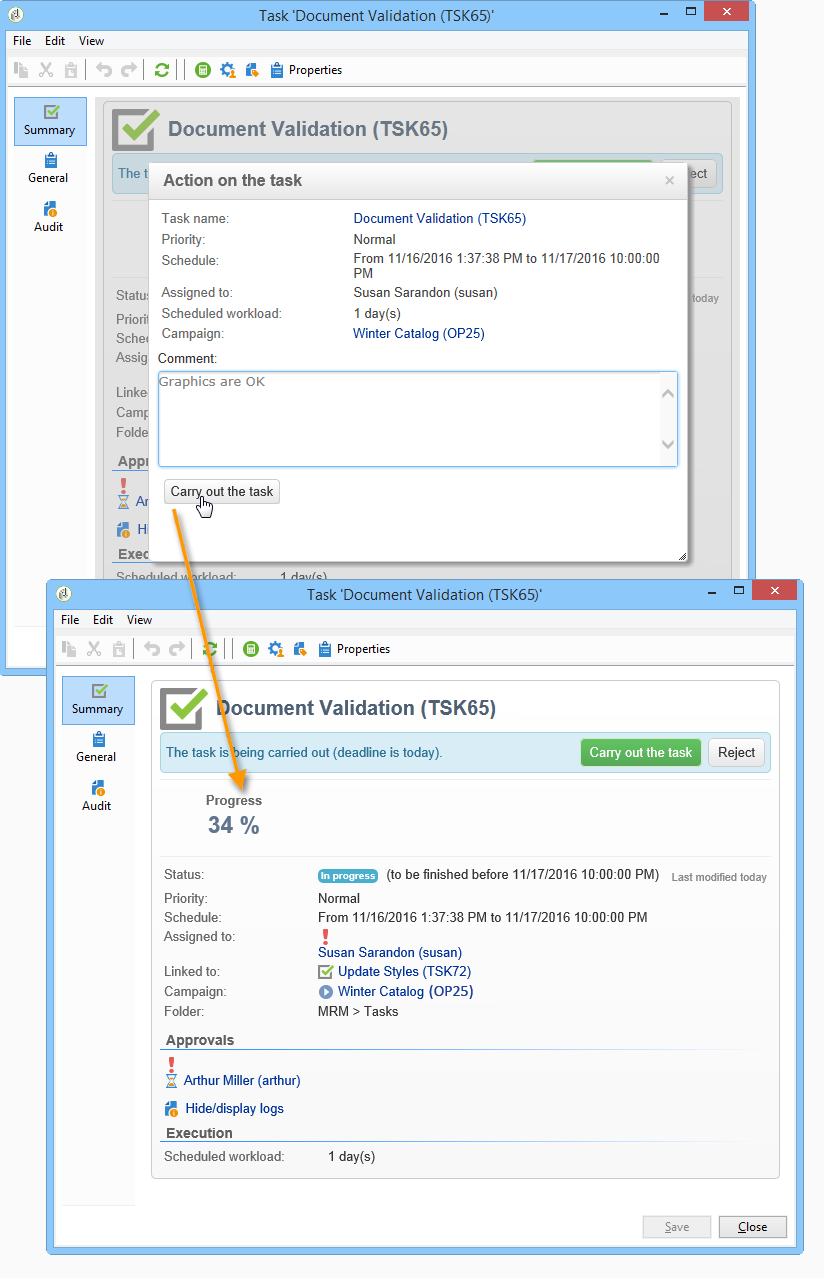 Task 'Document Validation (TSK65)'
File Edit View
Properties
Summary
General
Audit
Document Validation (TSK65)
The t
ect
Action on the task
Task name: Document Validation (TSK65)
Priority: Normal
Schedule: From 11/16/2016 1:37:38 PM to 11/17/2016 10:00:00
PM
Assigned to: Susan Sarandon (susan)
Scheduled workload: 1 day(s)
Campaign: Winter Catalog (OP25)
Comment:
Graphics are OK
Carry out the task
Statu
today
Priorit
Sche
Assig
Linke
Camp
Folde
Appr
Ar
Hi
Exec
Scheduled workload: 1 day(s)
Task 'Document Validation (TSK65)'
File Edit View
Properties
Summary
General
Audit
Document Validation (TSK65)
The task is being carried out (deadline is today).
Carry out the task Reject
Progress
34 %
Status: In progress (to be finished before 11/17/2016 10:00:00 PM) Last modified today
Priority: Normal
Schedule: From 11/16/2016 1:37:38 PM to 11/17/2016 10:00:00 PM
Assigned to:
Susan Sarandon (susan)
Linked to: Update Styles (TSK72)
Campaign: Winter Catalog (OP25)
Folder: MRM > Tasks
Approvals
Arthur Miller (arthur)
Hide/display logs
Execution
Scheduled workload: 1 day(s)
Save Close